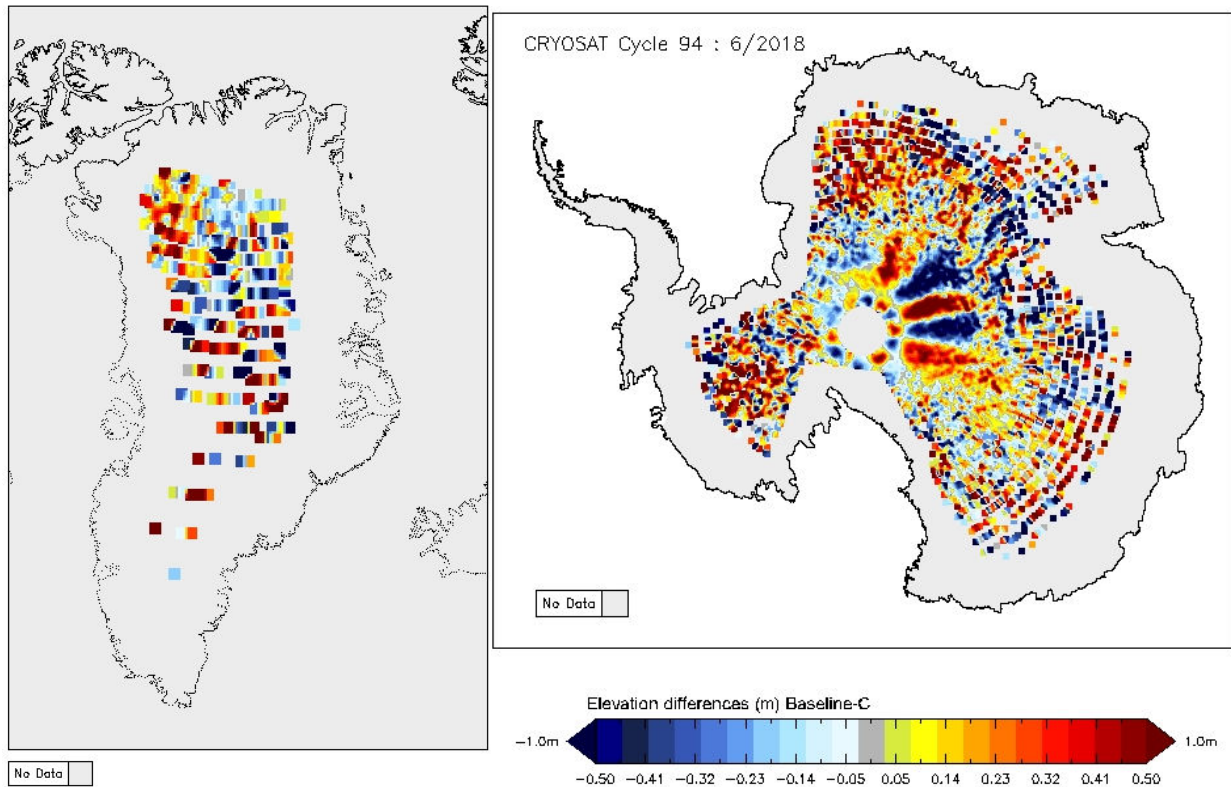 CRYOSAT Cycle 94 : 6/2018
No Data
Elevation differences (m) Baseline-C
-1.0m 1.0m
-0.50 -0.41 -0.32 -0.23 -0.14 -0.05 0.05 0.14 0.23 0.32 0.41 0.50
No Data